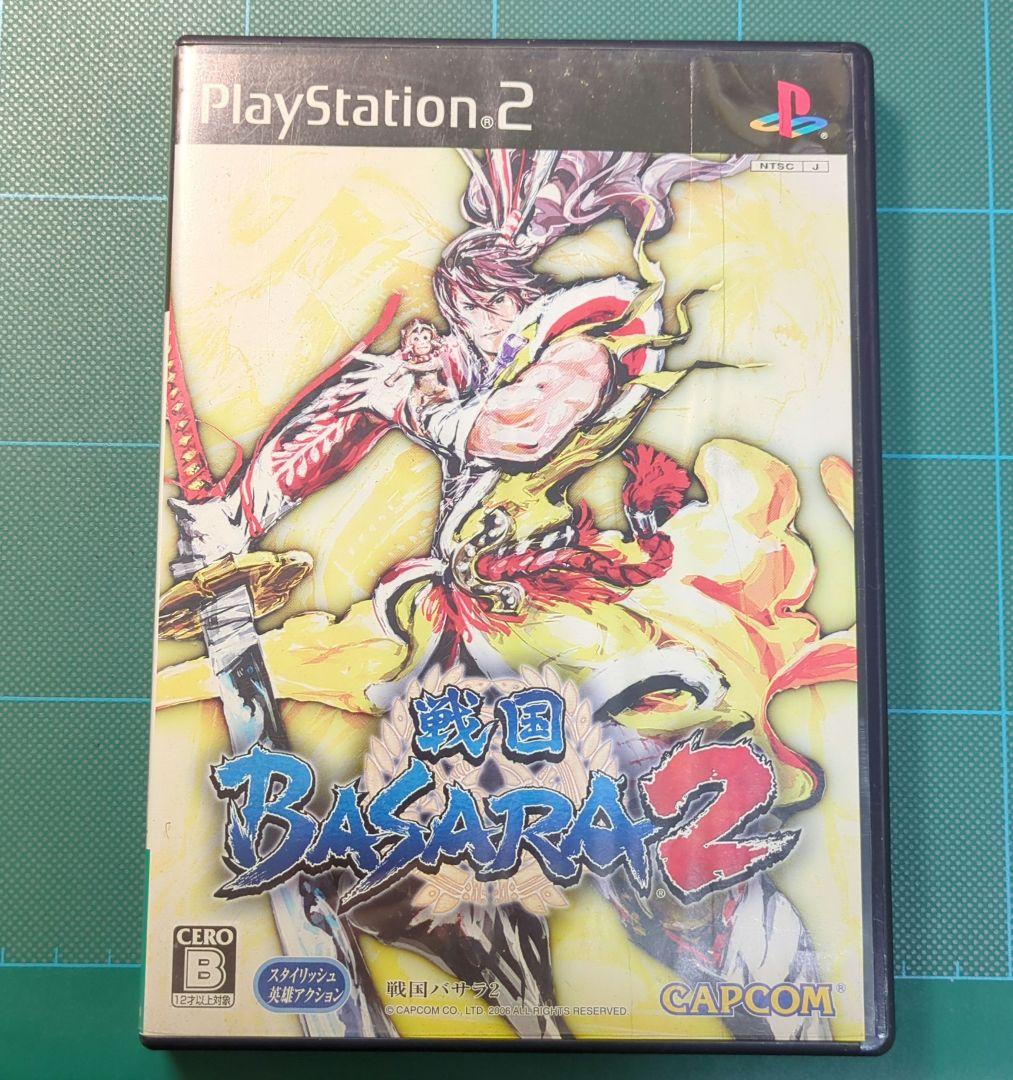 PlayStation®2
NTSC J
戦国
BASARA2®
CERO
B
12才以上対象
スタイリッシュ
英雄アクション
戦国バサラ2
© CAPCOM CO., LTD. 2006 ALL RIGHTS RESERVED.
CAPCOM®